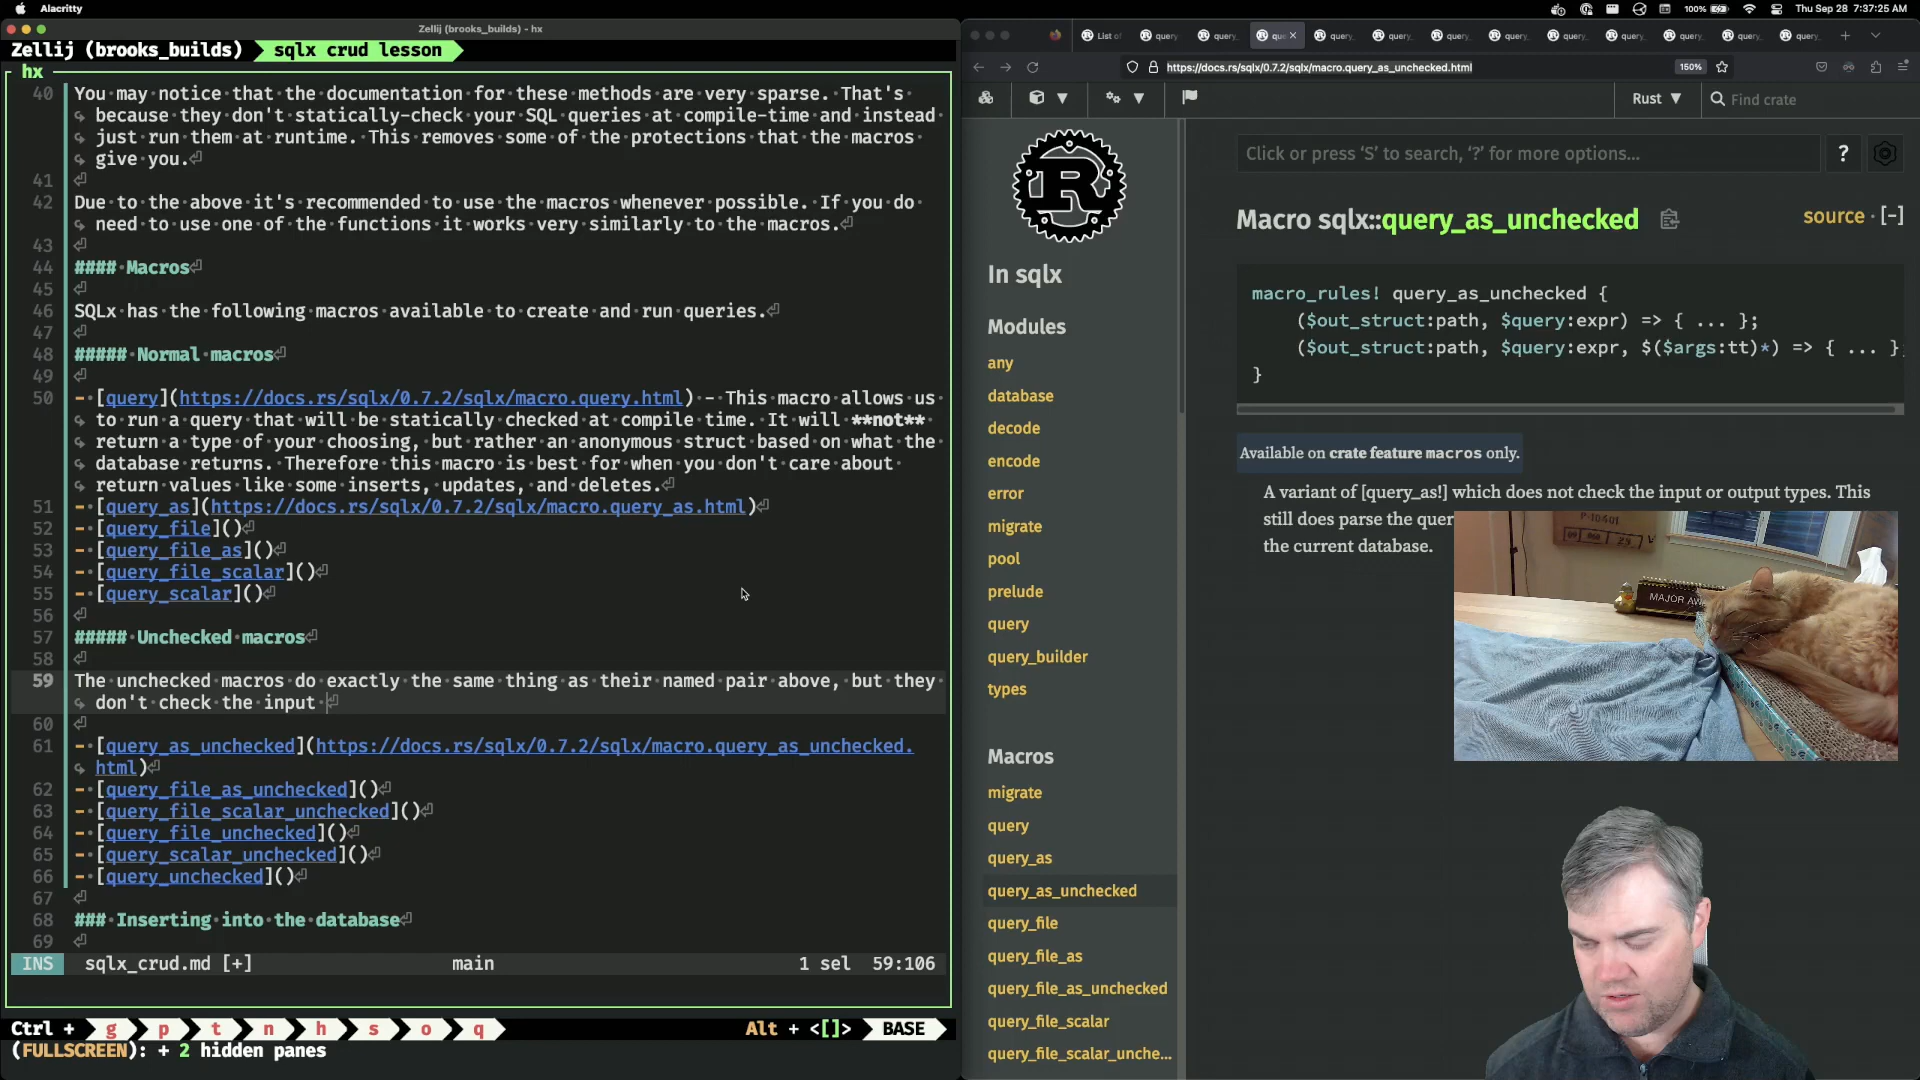 Alacritty
100%
Thu Sep 28 7:37:25 AM
Zellij (brooks_builds) - hx
Zellij (brooks_builds) sqlx crud lesson
hx
40 You may notice that the documentation for these methods are very sparse. That's
because they don't statically-check your SQL queries at compile-time and instead
just run them at runtime. This removes some of the protections that the macros
give you.
41
42 Due to the above it's recommended to use the macros whenever possible. If you do
need to use one of the functions it works very similarly to the macros.
43
44 #### Macros
45
46 SQLx has the following macros available to create and run queries.
47
48 ##### Normal macros
49
50 - [query](https://docs.rs/sqlx/0.7.2/sqlx/macro.query.html) - This macro allows us
to run a query that will be statically checked at compile time. It will **not**
return a type of your choosing, but rather an anonymous struct based on what the
database returns. Therefore this macro is best for when you don't care about
return values like some inserts, updates, and deletes.
51 - [query_as](https://docs.rs/sqlx/0.7.2/sqlx/macro.query_as.html)
52 - [query_file]()
53 - [query_file_as]()
54 - [query_file_scalar]()
55 - [query_scalar]()
56
57 ##### Unchecked macros
58
59 The unchecked macros do exactly the same thing as their named pair above, but they
don't check the input
60
61 - [query_as_unchecked](https://docs.rs/sqlx/0.7.2/sqlx/macro.query_as_unchecked.
html)
62 - [query_file_as_unchecked]()
63 - [query_file_scalar_unchecked]()
64 - [query_file_unchecked]()
65 - [query_scalar_unchecked]()
66 - [query_unchecked]()
67
68 ### Inserting into the database
69
INS sqlx_crud.md [+] main 1 sel 59:106
Ctrl + g p t n h s o q Alt + <[]> BASE
(FULLSCREEN): + 2 hidden panes
List of query query query query query query query query query query query query
https://docs.rs/sqlx/0.7.2/sqlx/macro.query_as_unchecked.html
150%
Rust
Find crate
Click or press ‘S’ to search, ‘?’ for more options...
?
R
In sqlx
Modules
any
database
decode
encode
error
migrate
pool
prelude
query
query_builder
types
Macros
migrate
query
query_as
query_as_unchecked
query_file
query_file_as
query_file_as_unchecked
query_file_scalar
query_file_scalar_unche...
Macro sqlx::query_as_unchecked
source · [-]
macro_rules! query_as_unchecked {
($out_struct:path, $query:expr) => { ... };
($out_struct:path, $query:expr, $($args:tt)*) => { ... }
}
Available on crate feature macros only.
A variant of [query_as!] which does not check the input or output types. This
still does parse the quer
the current database.
MAJOR AW